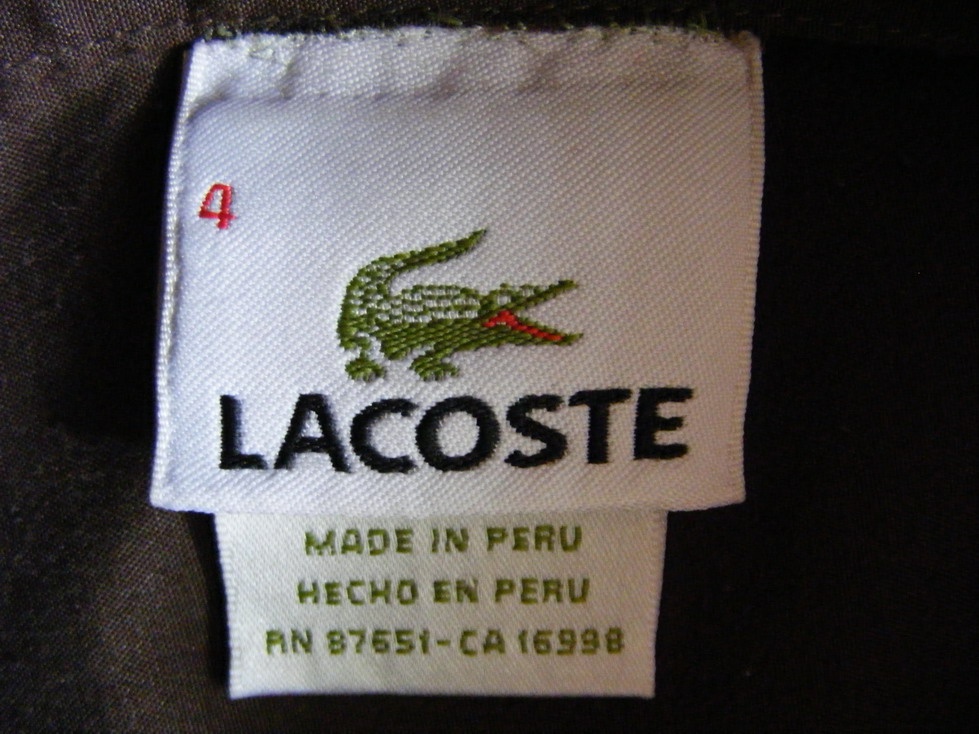 4
LACOSTE
MADE IN PERU
HECHO EN PERU
RN 87651-CA 16998